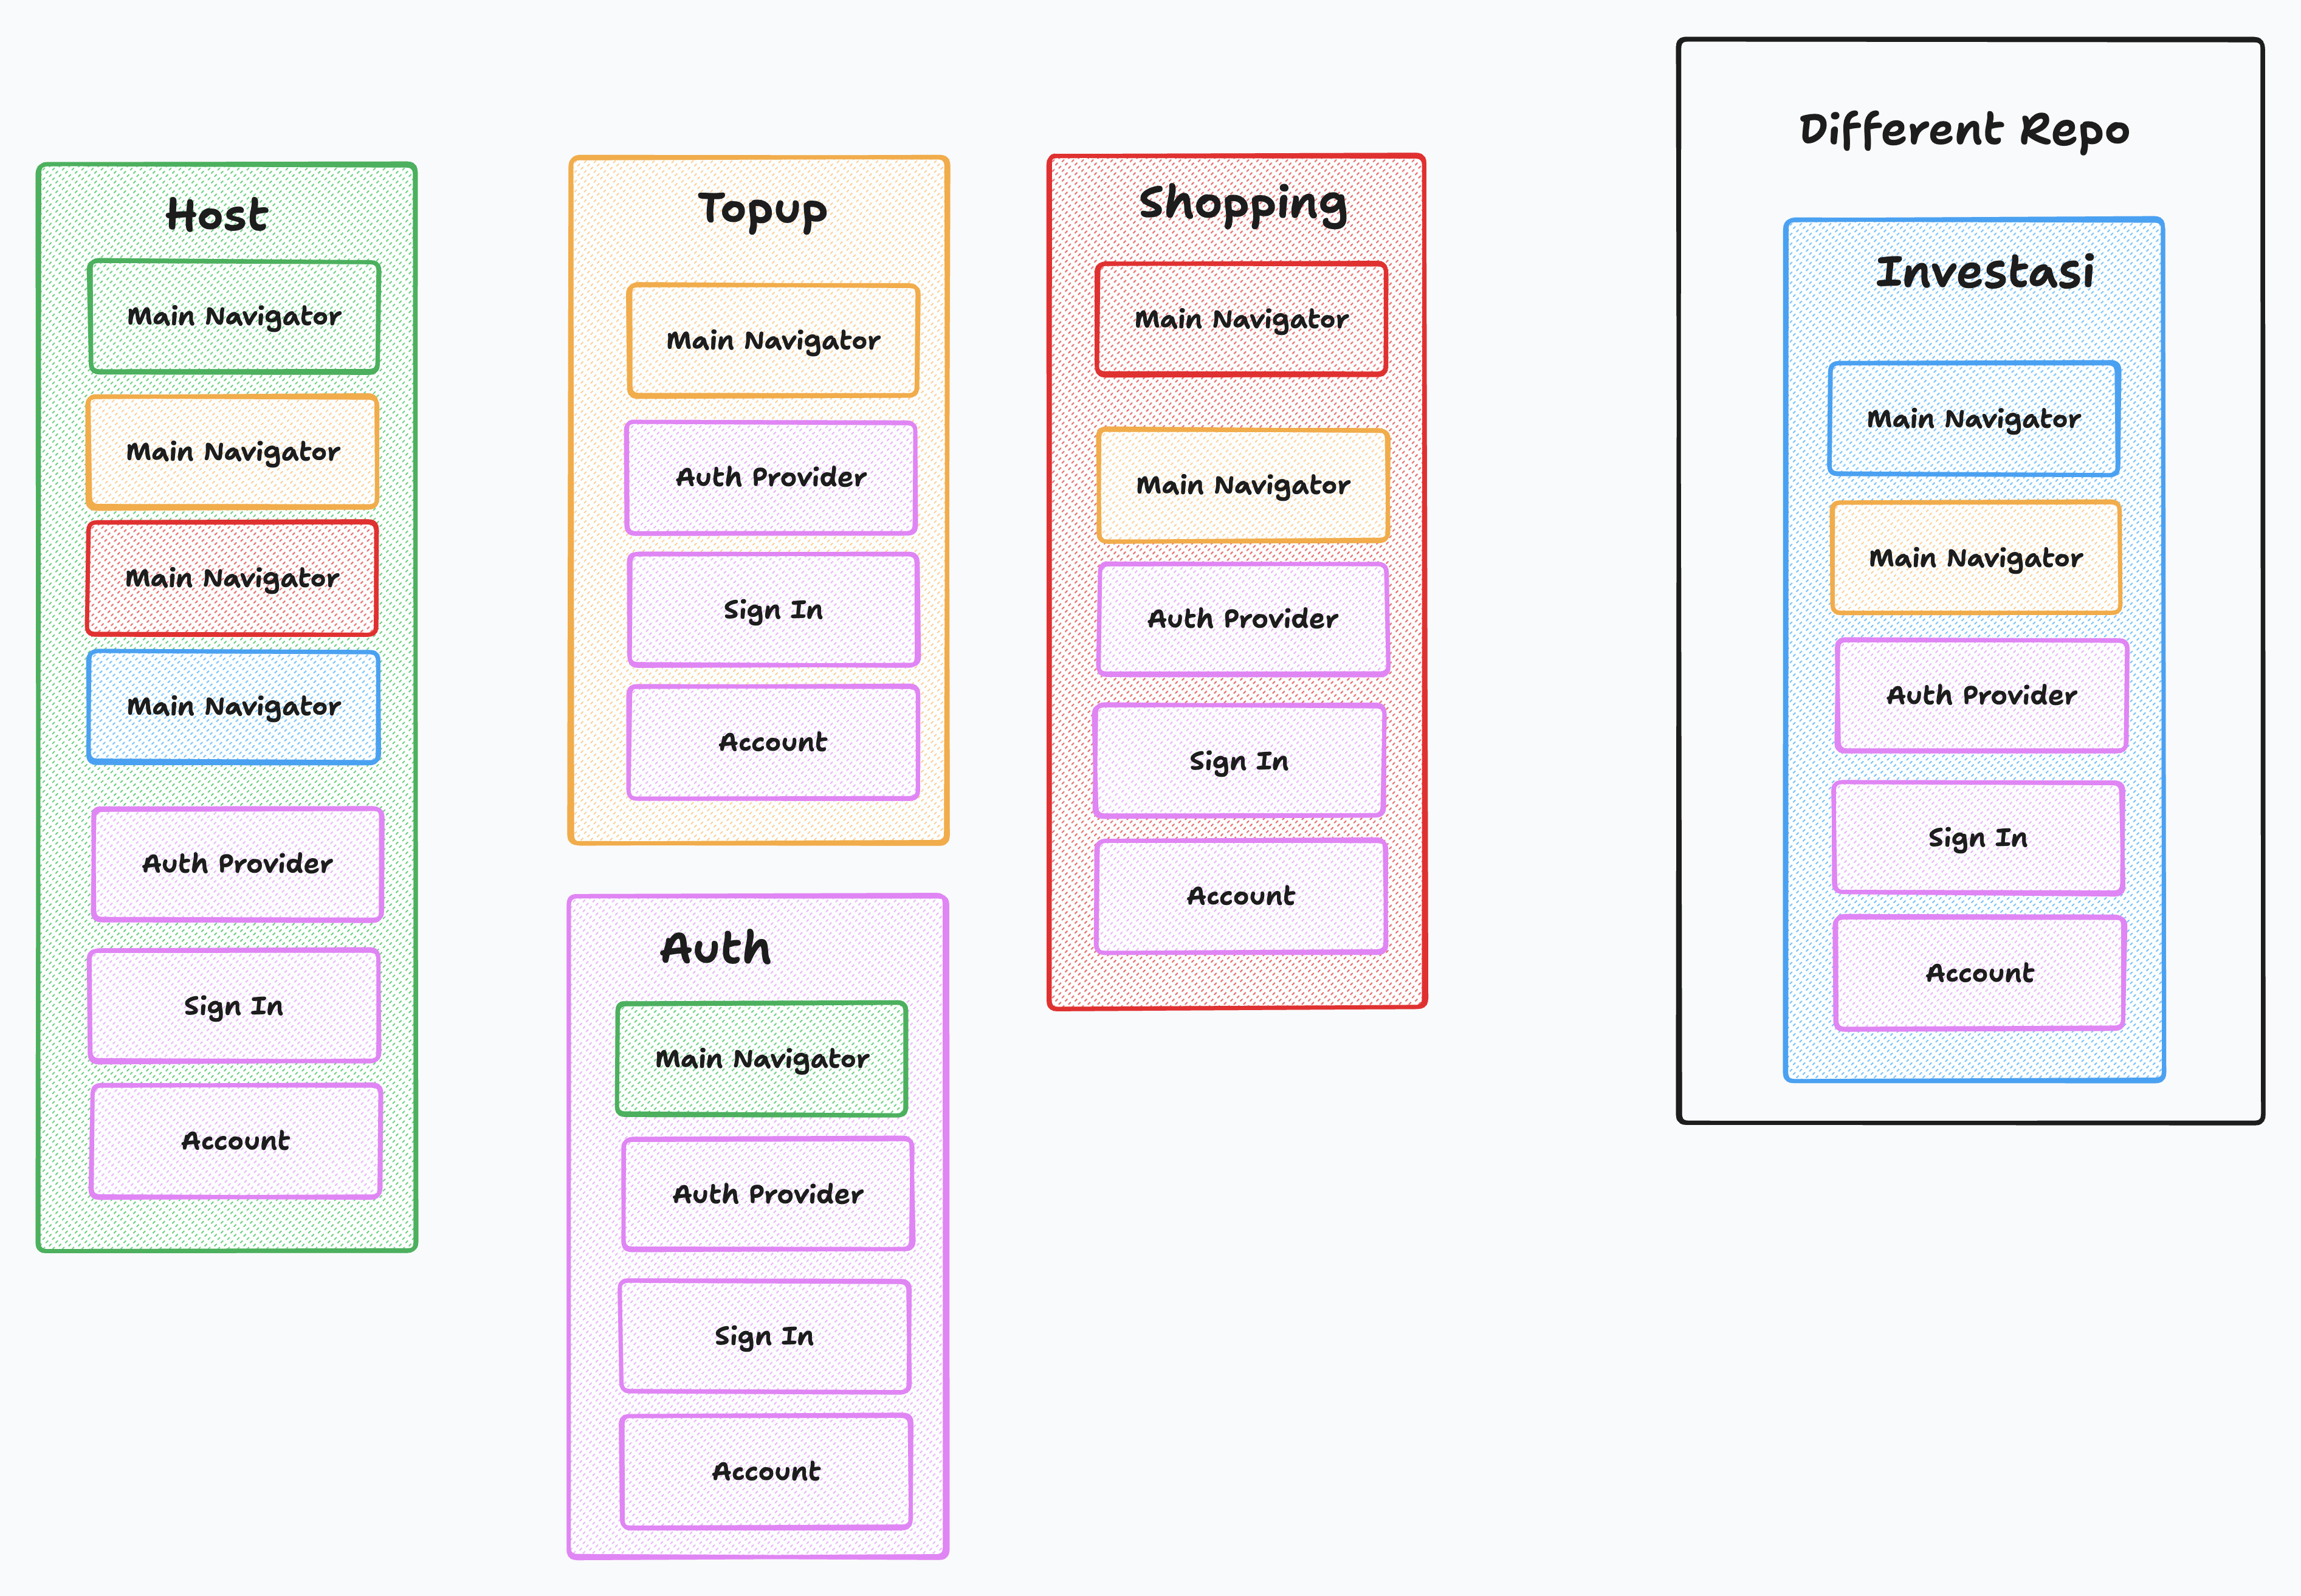 Host
Main Navigator
Main Navigator
Main Navigator
Main Navigator
Auth Provider
Sign In
Account
Topup
Main Navigator
Auth Provider
Sign In
Account
Auth
Main Navigator
Auth Provider
Sign In
Account
Shopping
Main Navigator
Main Navigator
Auth Provider
Sign In
Account
Different Repo
Investasi
Main Navigator
Main Navigator
Auth Provider
Sign In
Account